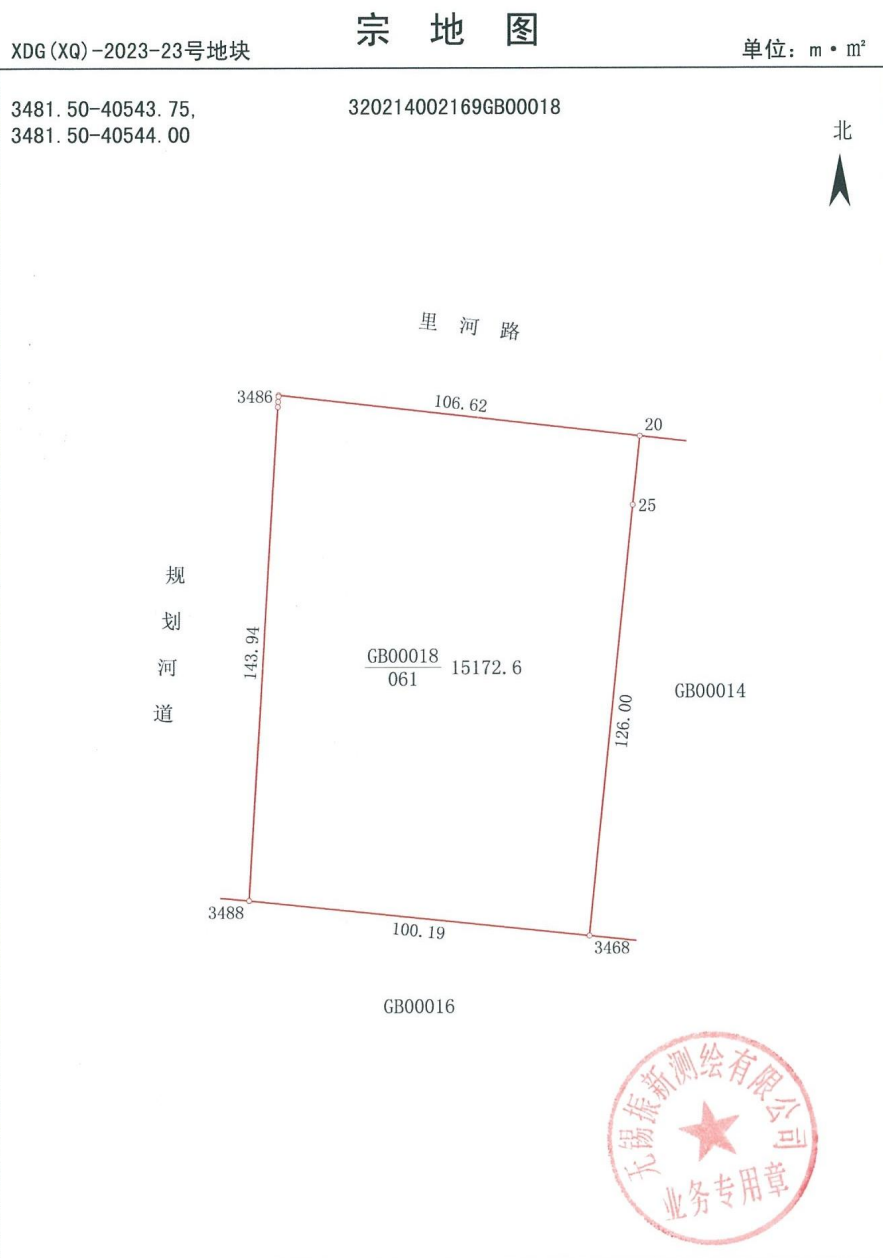 宗地图
XDG(XQ)-2023-23号地块
单位：m·㎡
3481.50-40543.75,
3481.50-40544.00
320214002169GB00018
北
里河路
3486
106.62
20
25
规划河道
143.94
GB00018
061
15172.6
126.00
GB00014
3488
100.19
3468
GB00016
无锡振新测绘有限公司
业务专用章